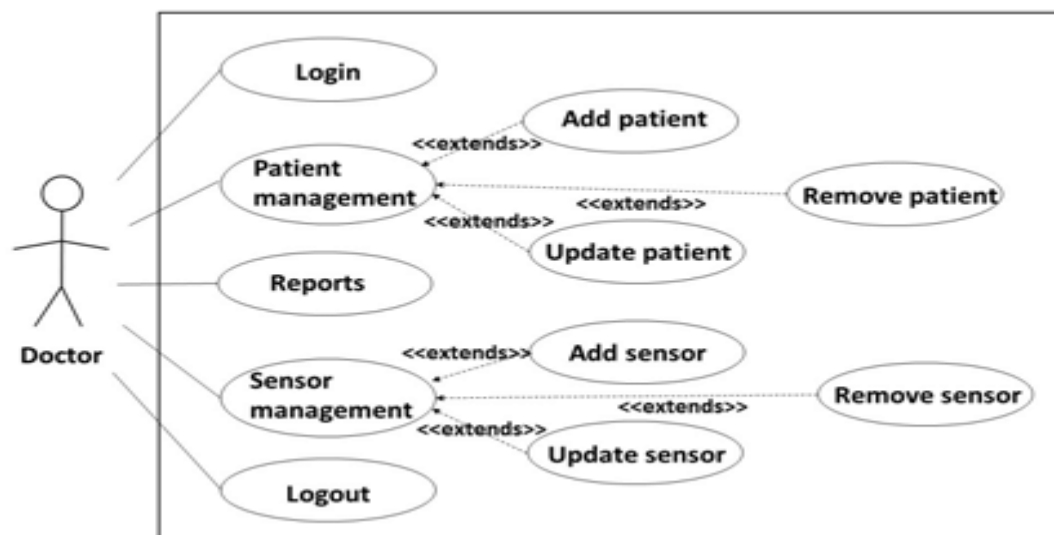 Login
Add patient
<<extends>>
Patient
management
Remove patient
<<extends>>
<<extends>>
Update patient
Reports
Doctor
Add sensor
<<extends>>
Sensor
management
Remove sensor
<<extends>>
<<extends>>
Update sensor
Logout